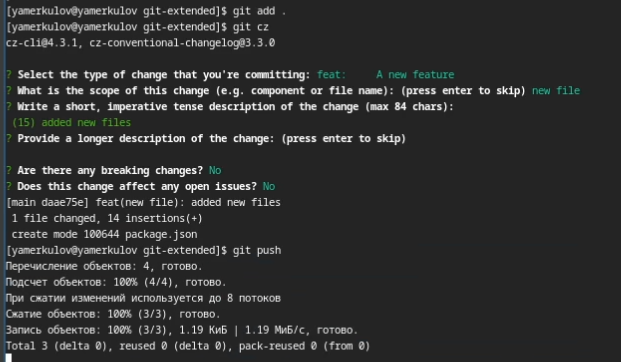 [yamerkulov@yamerkulov git-extended]$ git add .
[yamerkulov@yamerkulov git-extended]$ git cz
cz-cli@4.3.1, cz-conventional-changelog@3.3.0
? Select the type of change that you're committing: feat:     A new feature
? What is the scope of this change (e.g. component or file name): (press enter to skip) new file
? Write a short, imperative tense description of the change (max 84 chars):
 (15) added new files
? Provide a longer description of the change: (press enter to skip)
? Are there any breaking changes? No
? Does this change affect any open issues? No
[main daae75e] feat(new file): added new files
 1 file changed, 14 insertions(+)
 create mode 100644 package.json
[yamerkulov@yamerkulov git-extended]$ git push
Перечисление объектов: 4, готово.
Подсчет объектов: 100% (4/4), готово.
При сжатии изменений используется до 8 потоков
Сжатие объектов: 100% (3/3), готово.
Запись объектов: 100% (3/3), 1.19 КиБ | 1.19 МиБ/с, готово.
Total 3 (delta 0), reused 0 (delta 0), pack-reused 0 (from 0)